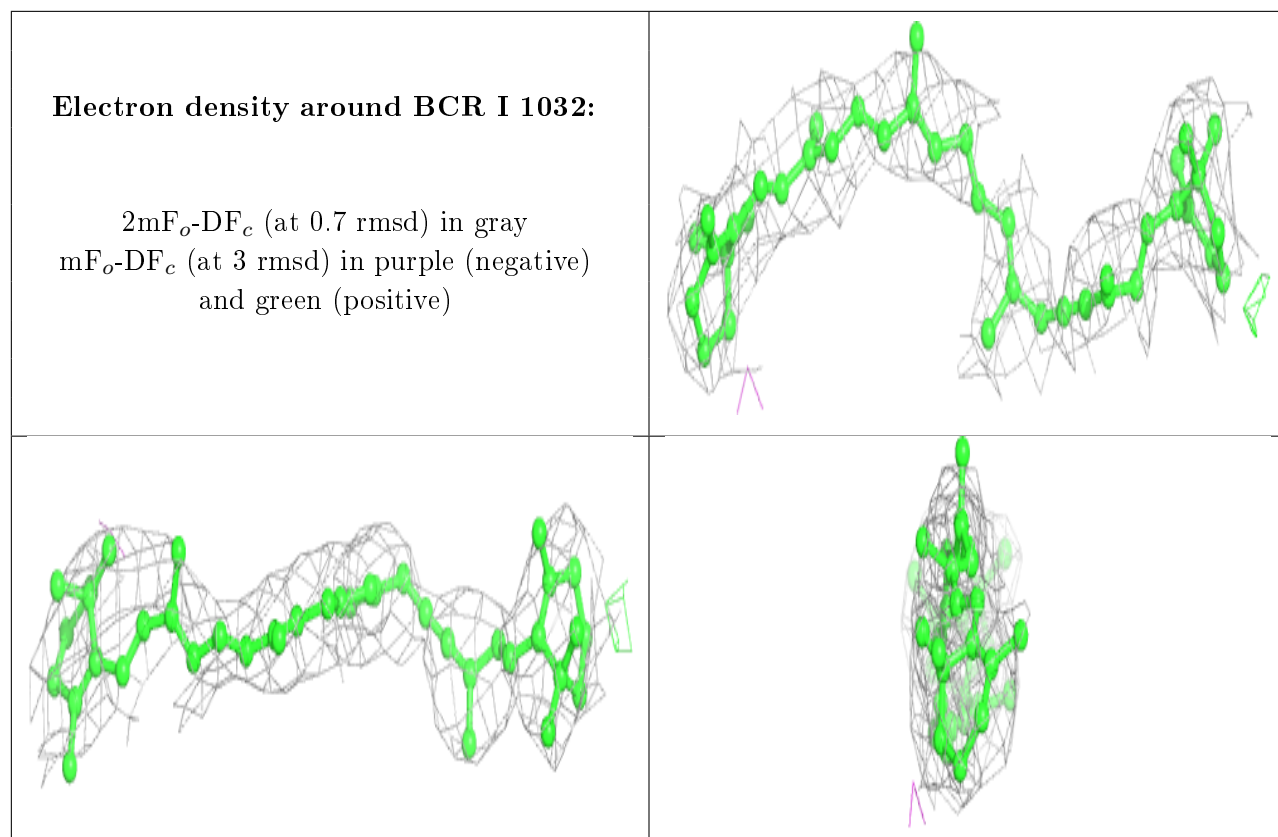 Electron density around BCR I 1032:
2mFₒ-DF𝒸 (at 0.7 rmsd) in gray
mFₒ-DF𝒸 (at 3 rmsd) in purple (negative)
and green (positive)